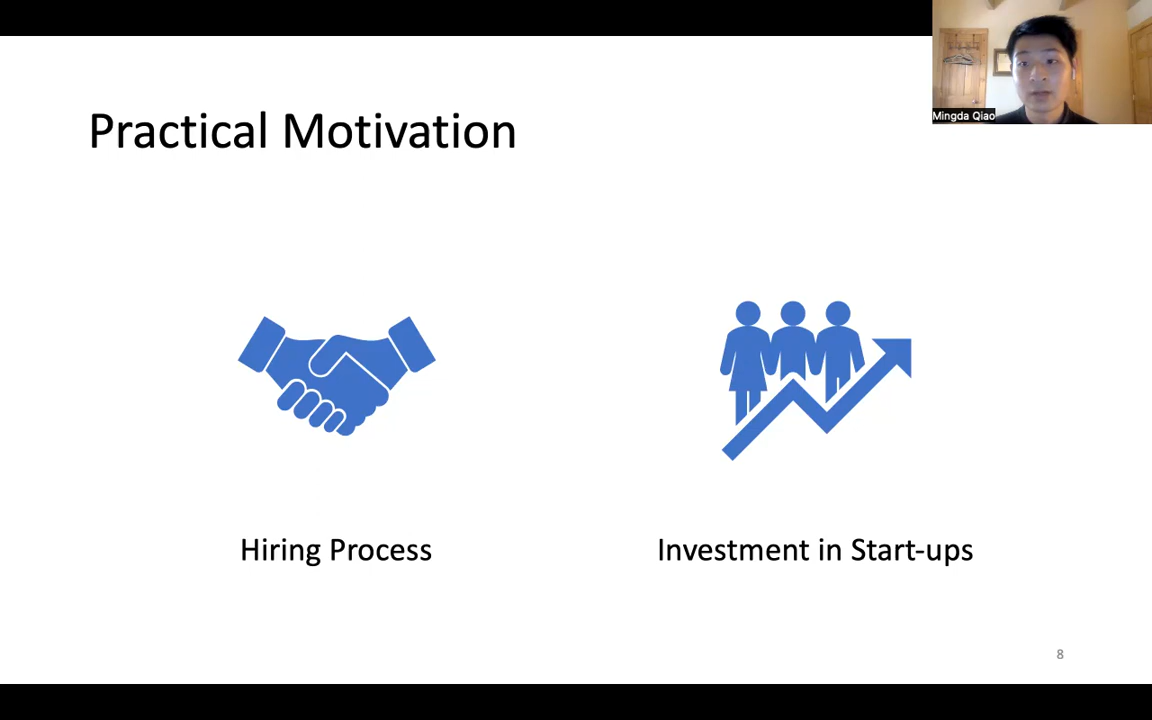 Practical Motivation
Mingda Qiao
Hiring Process
Investment in Start-ups
8